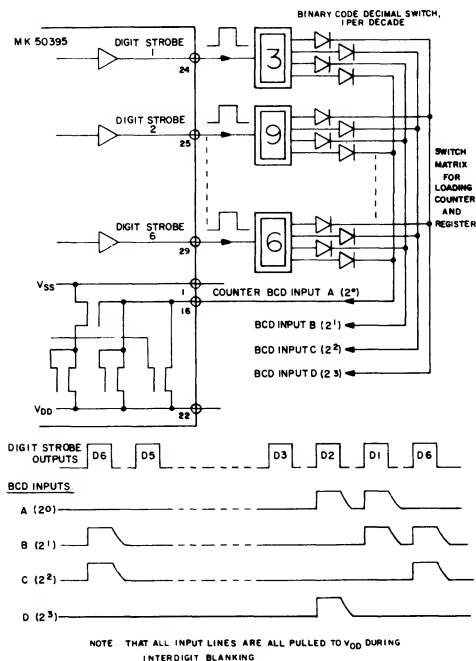 BINARY CODE DECIMAL SWITCH,
1 PER DECADE
MK 50395
DIGIT STROBE
1
24
3
DIGIT STROBE
2
25
9
SWITCH
MATRIX
FOR
LOADING
COUNTER
AND
REGISTER
DIGIT STROBE
6
29
6
VSS
1
16
COUNTER BCD INPUT A (2⁰)
BCD INPUT B (2¹)
BCD INPUT C (2²)
BCD INPUT D (2³)
VDD
22
DIGIT STROBE
OUTPUTS
D6 D5 D3 D2 D1 D6
BCD INPUTS
A (2⁰)
B (2¹)
C (2²)
D (2³)
NOTE THAT ALL INPUT LINES ARE ALL PULLED TO VDD DURING
INTERDIGIT BLANKING